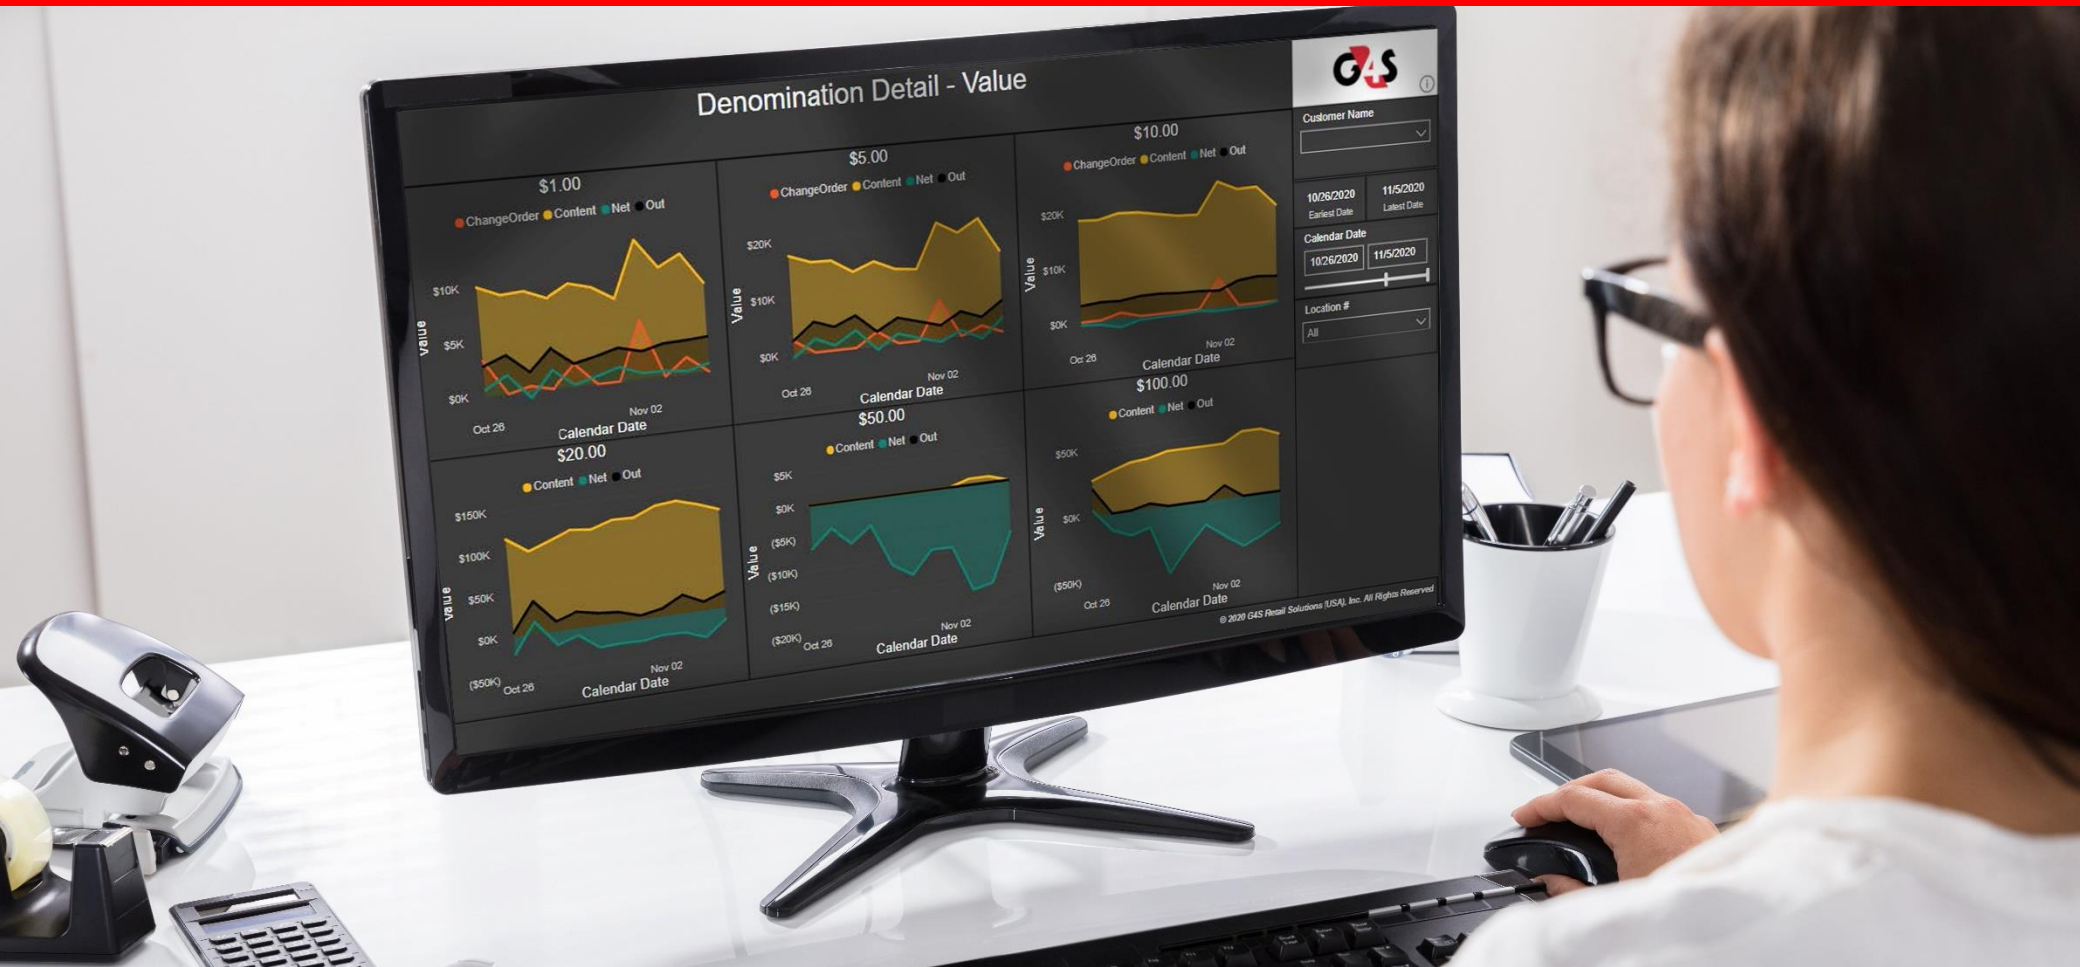 Denomination Detail - Value
G4S
Customer Name
10/26/2020
Earliest Date
11/5/2020
Latest Date
Calendar Date
10/26/2020
11/5/2020
Location #
All
$1.00
ChangeOrder Content Net Out
$10K
$5K
$0K
Value
Oct 26
Nov 02
Calendar Date
$5.00
ChangeOrder Content Net Out
$20K
$10K
$0K
Value
Oct 26
Nov 02
Calendar Date
$10.00
ChangeOrder Content Net Out
$20K
$10K
$0K
Value
Oct 26
Nov 02
Calendar Date
$20.00
Content Net Out
$150K
$100K
$50K
$0K
($50K)
Value
Oct 26
Nov 02
Calendar Date
$50.00
Content Net Out
$5K
$0K
($5K)
($10K)
($15K)
($20K)
Value
Oct 26
Nov 02
Calendar Date
$100.00
Content Net Out
$50K
$0K
($50K)
Value
Oct 26
Nov 02
Calendar Date
© 2020 G4S Retail Solutions (USA), Inc. All Rights Reserved